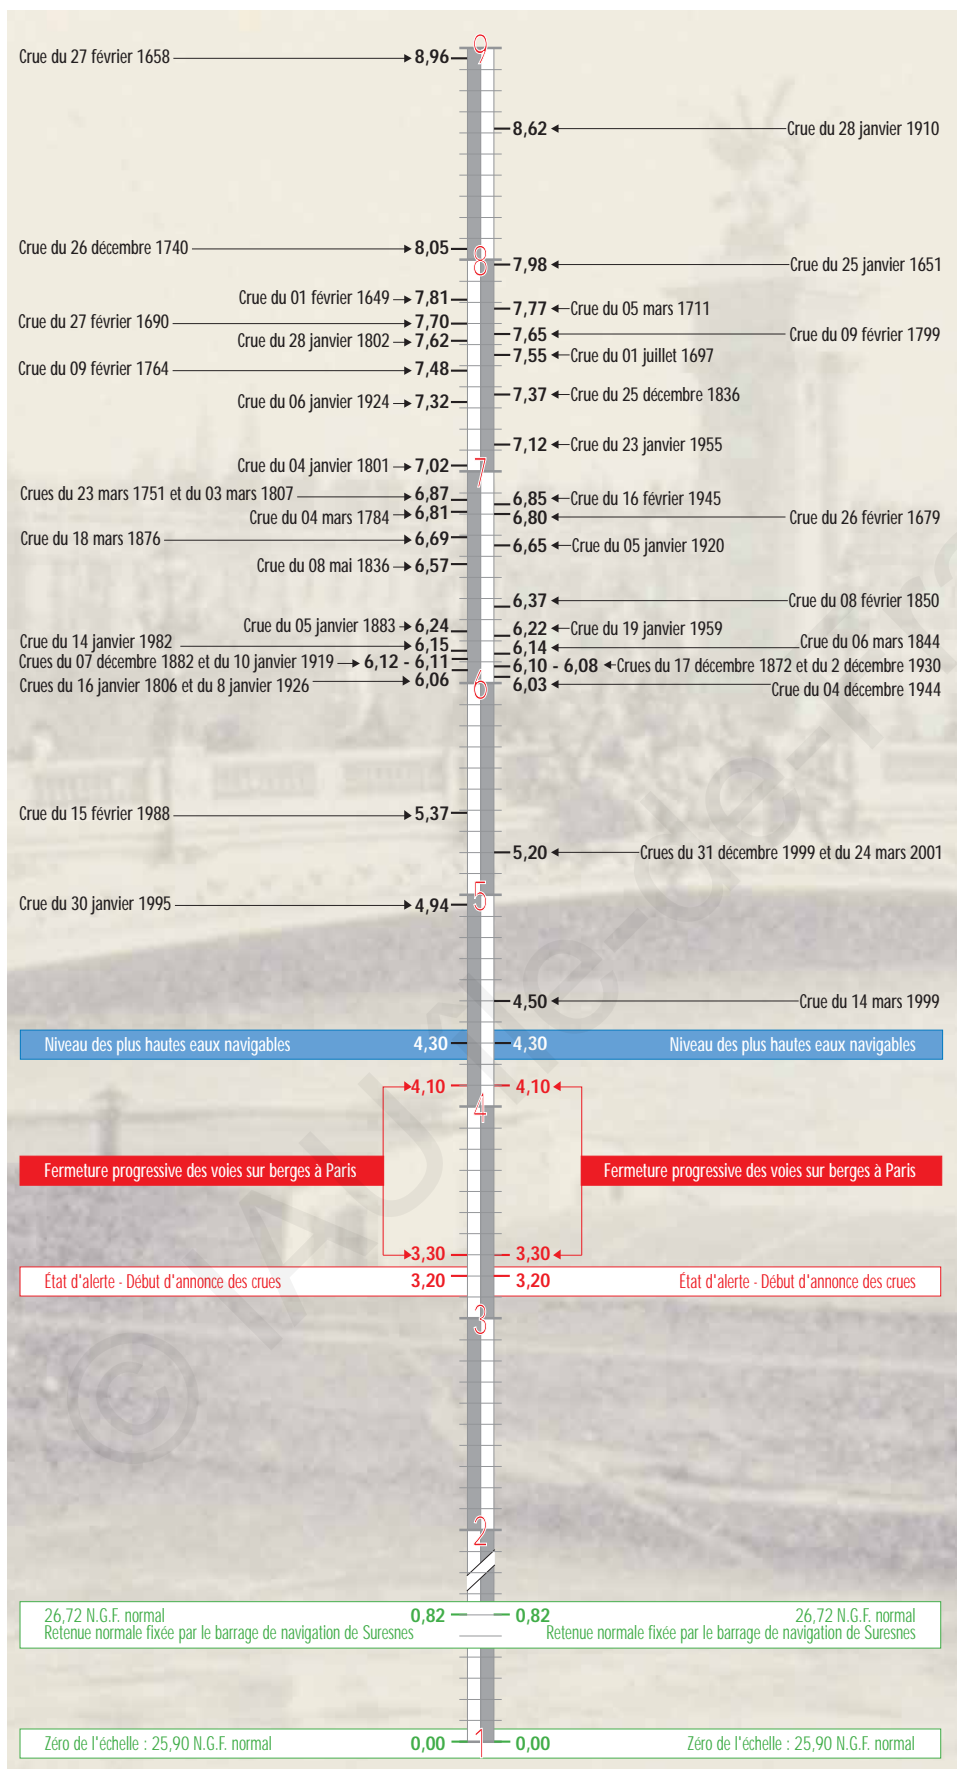 9
Crue du 27 février 1658 8,96
8,62 Crue du 28 janvier 1910
Crue du 26 décembre 1740 8,05
8
7,98 Crue du 25 janvier 1651
Crue du 01 février 1649 7,81
7,77 Crue du 05 mars 1711
Crue du 27 février 1690 7,70
7,65 Crue du 09 février 1799
Crue du 28 janvier 1802 7,62
7,55 Crue du 01 juillet 1697
Crue du 09 février 1764 7,48
7,37 Crue du 25 décembre 1836
Crue du 06 janvier 1924 7,32
7,12 Crue du 23 janvier 1955
Crue du 04 janvier 1801 7,02
7
Crues du 23 mars 1751 et du 03 mars 1807 6,87
6,85 Crue du 16 février 1945
Crue du 04 mars 1784 6,81
6,80 Crue du 26 février 1679
Crue du 18 mars 1876 6,69
6,65 Crue du 05 janvier 1920
Crue du 08 mai 1836 6,57
6,37 Crue du 08 février 1850
Crue du 05 janvier 1883 6,24
6,22 Crue du 19 janvier 1959
Crue du 14 janvier 1982 6,15
6,14 Crue du 06 mars 1844
Crues du 07 décembre 1882 et du 10 janvier 1919 6,12 - 6,11
6,10 - 6,08 Crues du 17 décembre 1872 et du 2 décembre 1930
Crues du 16 janvier 1806 et du 8 janvier 1926 6,06
6,03 Crue du 04 décembre 1944
6
Crue du 15 février 1988 5,37
5,20 Crues du 31 décembre 1999 et du 24 mars 2001
5
Crue du 30 janvier 1995 4,94
4,50 Crue du 14 mars 1999
Niveau des plus hautes eaux navigables 4,30 4,30 Niveau des plus hautes eaux navigables
4,10 4,10
4
Fermeture progressive des voies sur berges à Paris Fermeture progressive des voies sur berges à Paris
3,30 3,30
État d'alerte - Début d'annonce des crues 3,20 3,20 État d'alerte - Début d'annonce des crues
3
2
26,72 N.G.F. normal 0,82 0,82 26,72 N.G.F. normal
Retenue normale fixée par le barrage de navigation de Suresnes Retenue normale fixée par le barrage de navigation de Suresnes
1
Zéro de l'échelle : 25,90 N.G.F. normal 0,00 0,00 Zéro de l'échelle : 25,90 N.G.F. normal